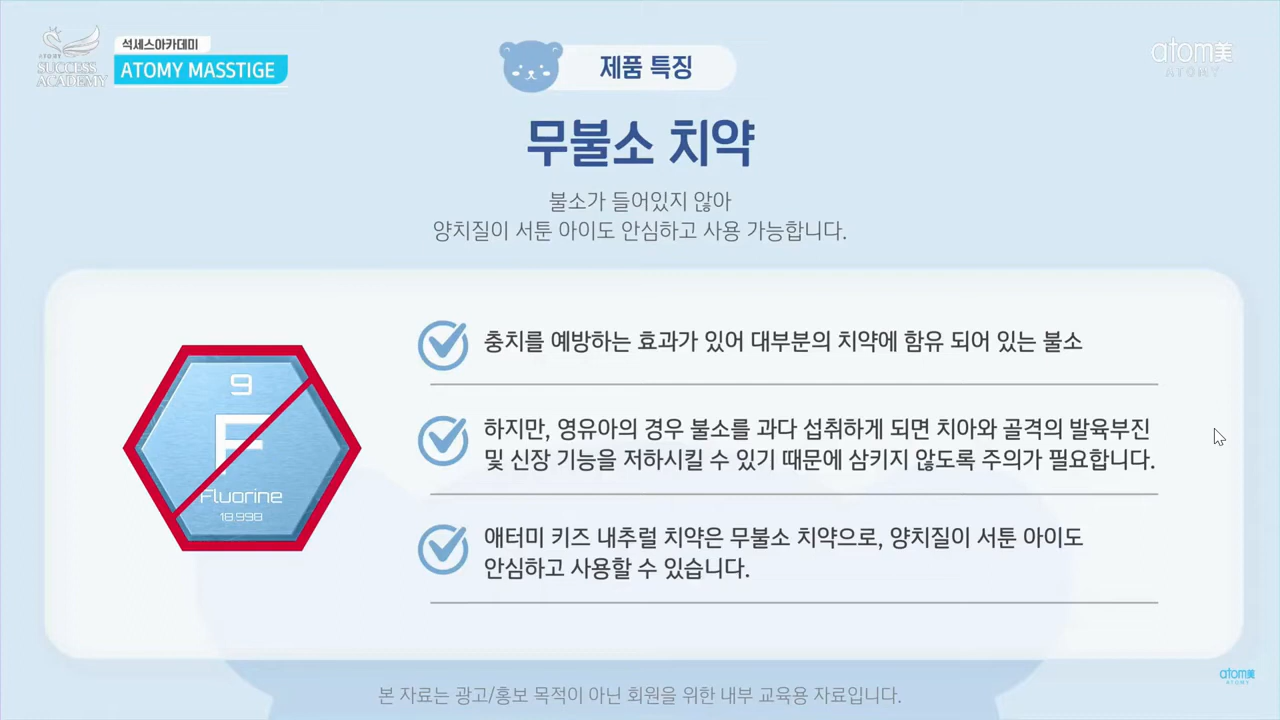 석세스아카데미
ATOMY
SUCCESS
ACADEMY
ATOMY MASSTIGE
제품 특징
atom美
ATOMY
무불소 치약
불소가 들어있지 않아
양치질이 서툰 아이도 안심하고 사용 가능합니다.
9
F
Fluorine
18.998
충치를 예방하는 효과가 있어 대부분의 치약에 함유 되어 있는 불소
하지만, 영유아의 경우 불소를 과다 섭취하게 되면 치아와 골격의 발육부진
및 신장 기능을 저하시킬 수 있기 때문에 삼키지 않도록 주의가 필요합니다.
애터미 키즈 내추럴 치약은 무불소 치약으로, 양치질이 서툰 아이도
안심하고 사용할 수 있습니다.
atom美
ATOMY
본 자료는 광고/홍보 목적이 아닌 회원을 위한 내부 교육용 자료입니다.